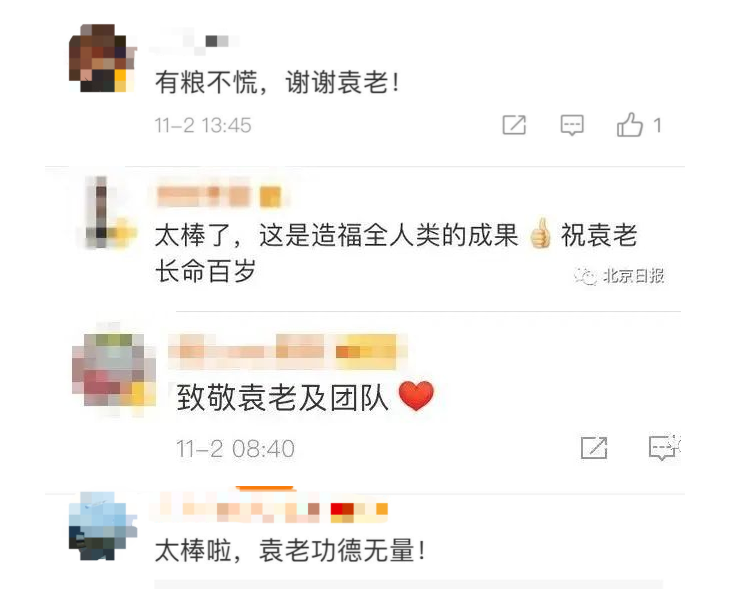 有粮不慌，谢谢袁老！
11-2 13:45
1
太棒了，这是造福全人类的成果👍祝袁老
长命百岁
北京日报
致敬袁老及团队❤️
11-2 08:40
太棒啦，袁老功德无量！